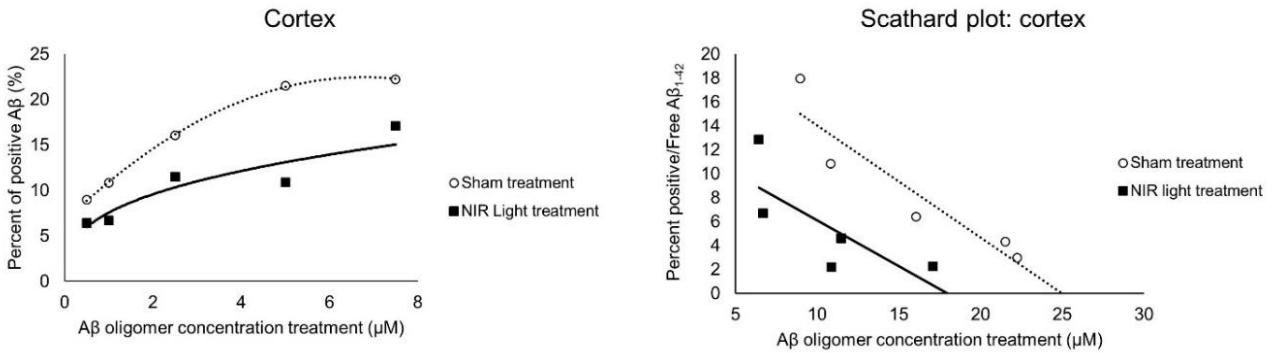 Cortex
Percent of positive Aβ (%)
25
20
15
10
5
0
0 2 4 6 8
Aβ oligomer concentration treatment (μM)
Sham treatment
NIR Light treatment
Scathard plot: cortex
Percent positive/Free Aβ1-42
20
18
16
14
12
10
8
6
4
2
0
5 10 15 20 25 30
Aβ oligomer concentration treatment (μM)
Sham treatment
NIR light treatment